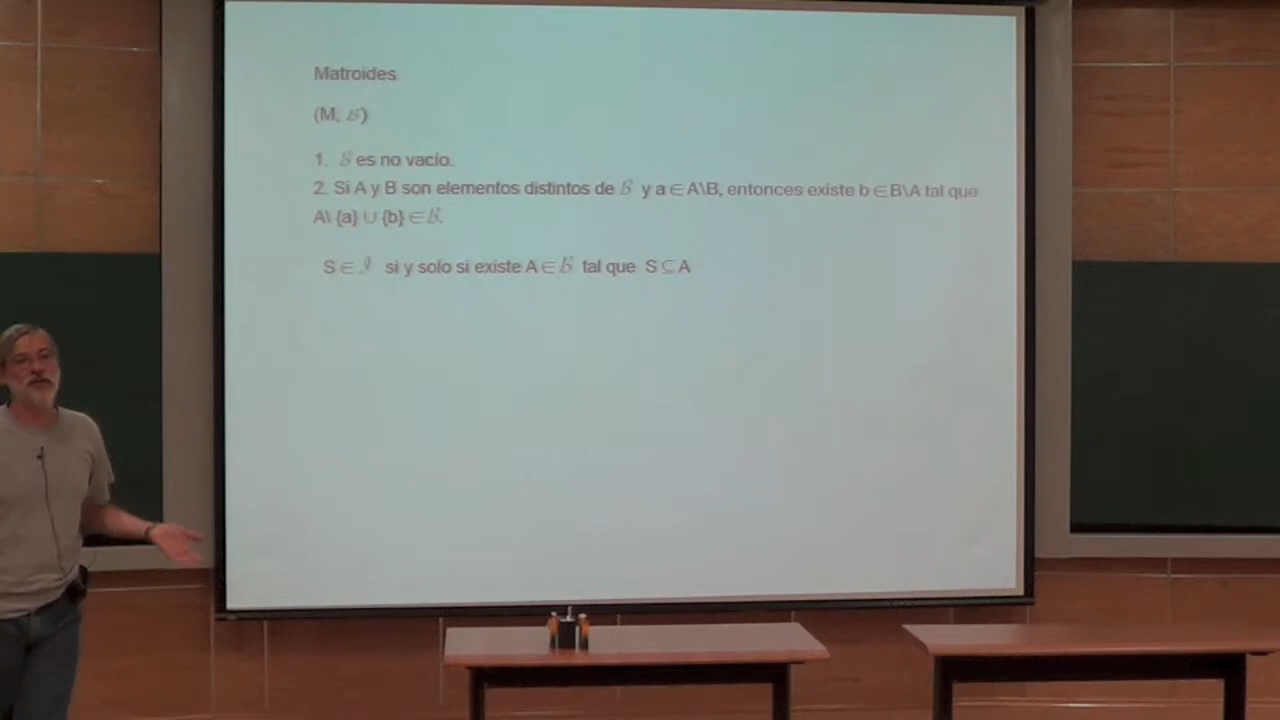 Matroides
(M, ℬ)
1. ℬ es no vacío.
2. Si A y B son elementos distintos de ℬ y a ∈ A\B, entonces existe b ∈ B\A tal que
A\ {a} ∪ {b} ∈ ℬ.
S ∈ ℐ si y solo si existe A ∈ ℬ tal que S ⊆ A